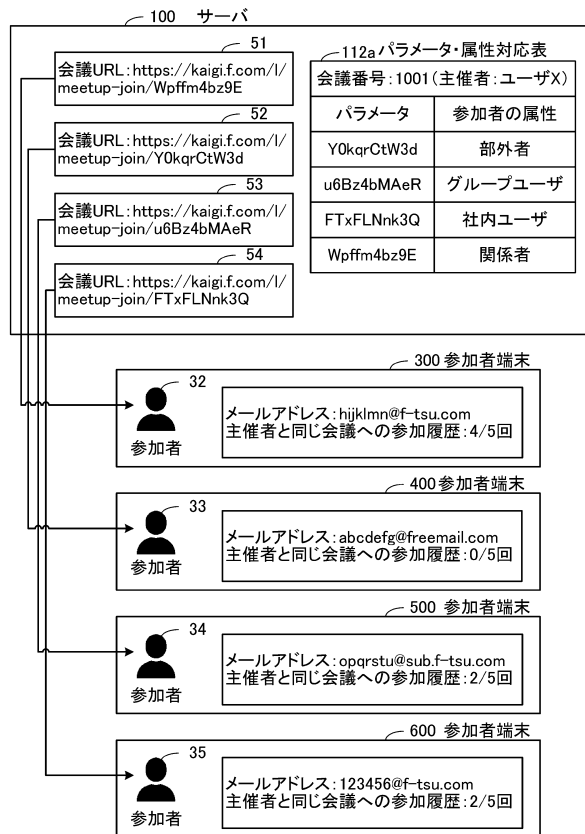 100 サーバ
51
会議URL:https://kaigi.f.com/l/
meetup-join/Wpffm4bz9E
52
会議URL:https://kaigi.f.com/l/
meetup-join/Y0kqrCtW3d
53
会議URL:https://kaigi.f.com/l/
meetup-join/u6Bz4bMAeR
54
会議URL:https://kaigi.f.com/l/
meetup-join/FTxFLNnk3Q
112aパラメータ・属性対応表
会議番号:1001(主催者:ユーザX)
パラメータ 参加者の属性
Y0kqrCtW3d 部外者
u6Bz4bMAeR グループユーザ
FTxFLNnk3Q 社内ユーザ
Wpffm4bz9E 関係者
300参加者端末
32
参加者
メールアドレス:hijklmn@f-tsu.com
主催者と同じ会議への参加履歴:4/5回
400参加者端末
33
参加者
メールアドレス:abcdefg@freemail.com
主催者と同じ会議への参加履歴:0/5回
500 参加者端末
34
参加者
メールアドレス:opqrstu@sub.f-tsu.com
主催者と同じ会議への参加履歴:2/5回
600 参加者端末
35
参加者
メールアドレス:123456@f-tsu.com
主催者と同じ会議への参加履歴:2/5回